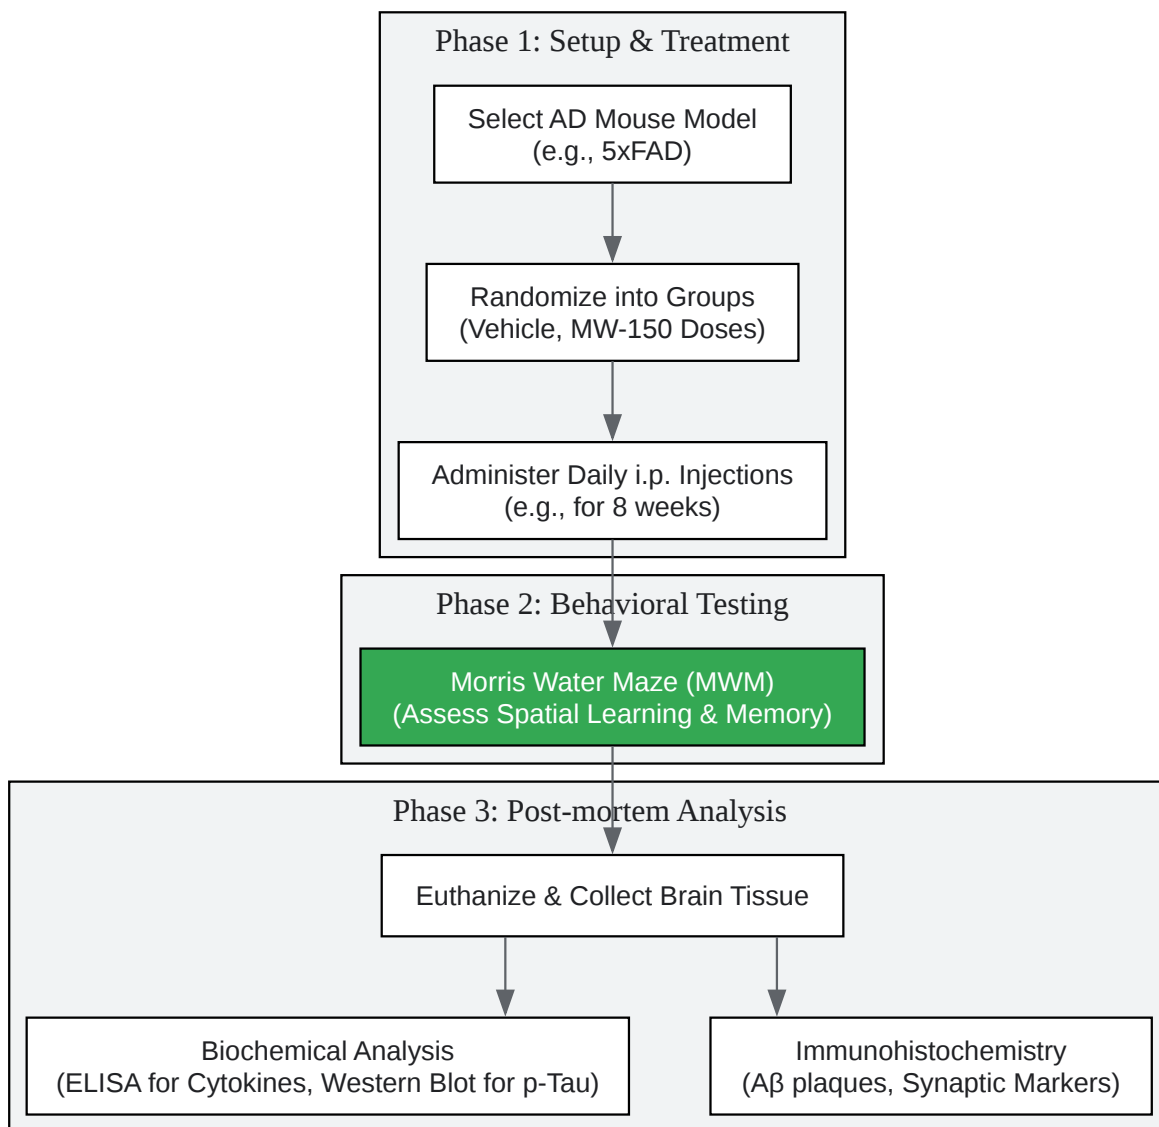 Phase 1: Setup & Treatment
Select AD Mouse Model
(e.g., 5xFAD)
Randomize into Groups
(Vehicle, MW-150 Doses)
Administer Daily i.p. Injections
(e.g., for 8 weeks)
Phase 2: Behavioral Testing
Morris Water Maze (MWM)
(Assess Spatial Learning & Memory)
Phase 3: Post-mortem Analysis
Euthanize & Collect Brain Tissue
Biochemical Analysis
(ELISA for Cytokines, Western Blot for p-Tau)
Immunohistochemistry
(Aβ plaques, Synaptic Markers)